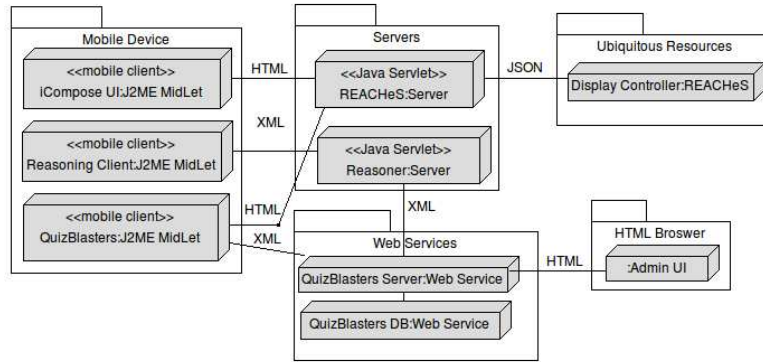 Mobile Device
<<mobile client>>
iCompose UI:J2ME MidLet
<<mobile client>>
Reasoning Client:J2ME MidLet
<<mobile client>>
QuizBlasters:J2ME MidLet
HTML
XML
HTML
XML
Servers
<<Java Servlet>>
REACHeS:Server
<<Java Servlet>>
Reasoner:Server
JSON
Ubiquitous Resources
Display Controller:REACHeS
XML
Web Services
QuizBlasters Server:Web Service
QuizBlasters DB:Web Service
HTML
HTML Broswer
:Admin UI